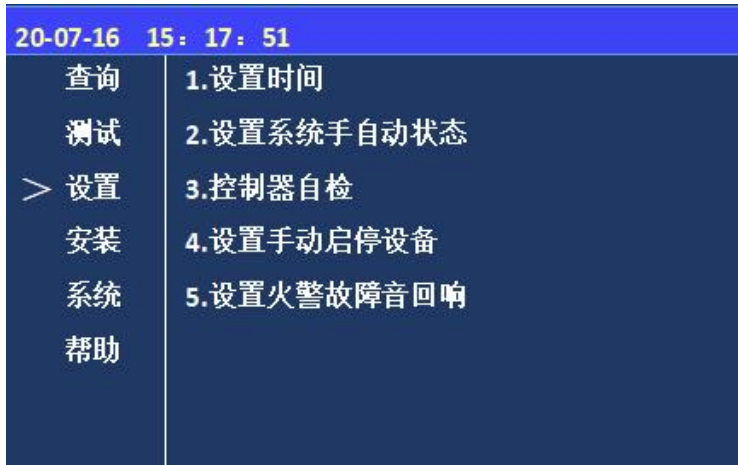 20-07-16 15：17：51
查询
测试
> 设置
安装
系统
帮助
1.设置时间
2.设置系统手自动状态
3.控制器自检
4.设置手动启停设备
5.设置火警故障音回响